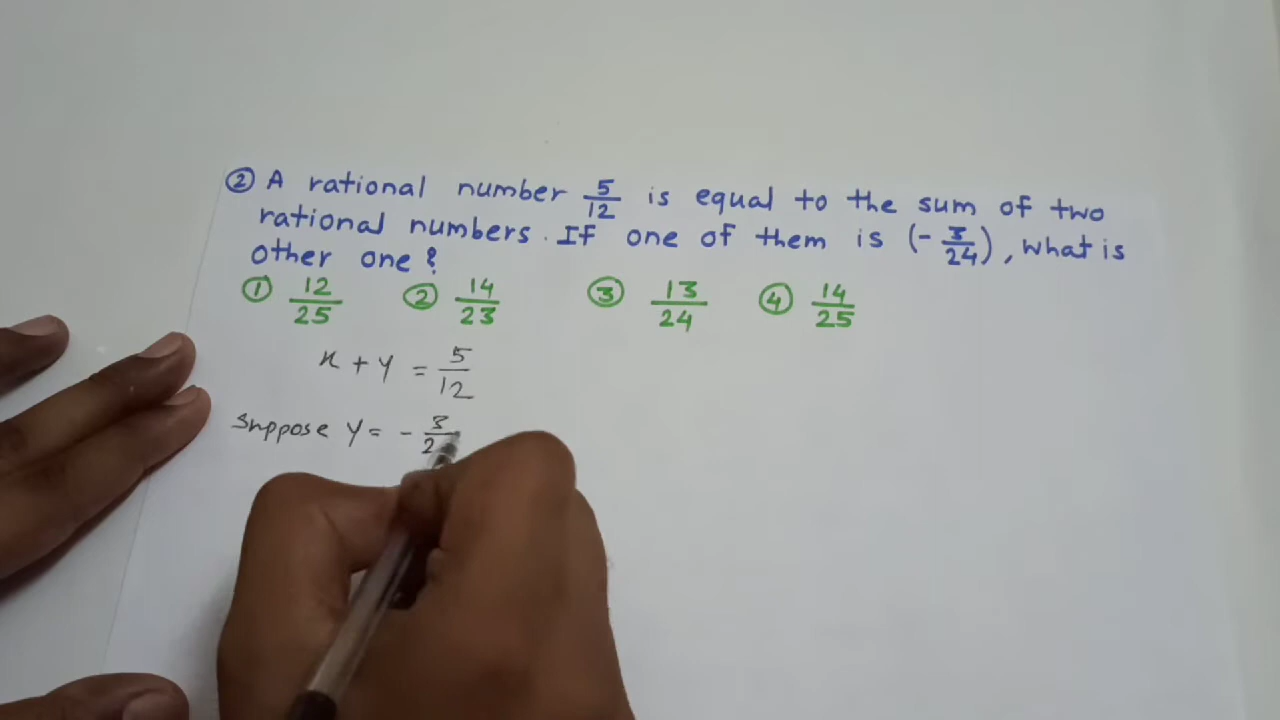 ② A rational number 5/12 is equal to the sum of two
rational numbers. If one of them is (- 3/24), what is
other one?
① 12/25 ② 14/23 ③ 13/24 ④ 14/25
x + y = 5/12
Suppose y = - 3/2